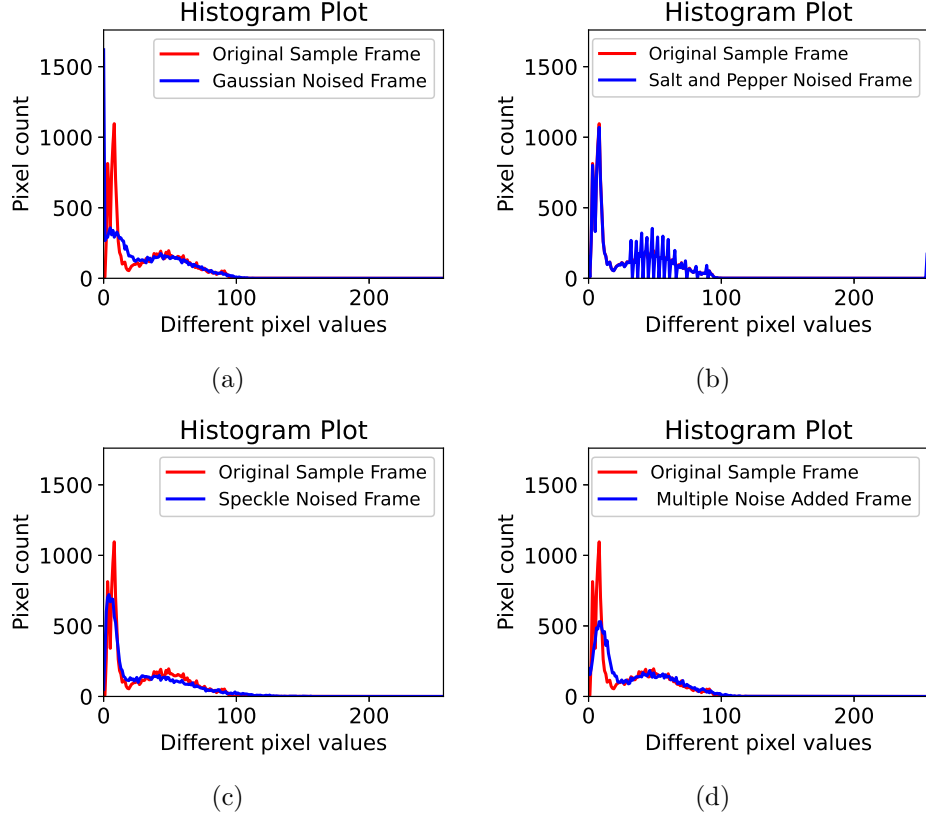 Histogram Plot
Original Sample Frame
Gaussian Noised Frame
1500
1000
500
0
Pixel count
0 100 200
Different pixel values
(a)
Histogram Plot
Original Sample Frame
Salt and Pepper Noised Frame
1500
1000
500
0
Pixel count
0 100 200
Different pixel values
(b)
Histogram Plot
Original Sample Frame
Speckle Noised Frame
1500
1000
500
0
Pixel count
0 100 200
Different pixel values
(c)
Histogram Plot
Original Sample Frame
Multiple Noise Added Frame
1500
1000
500
0
Pixel count
0 100 200
Different pixel values
(d)